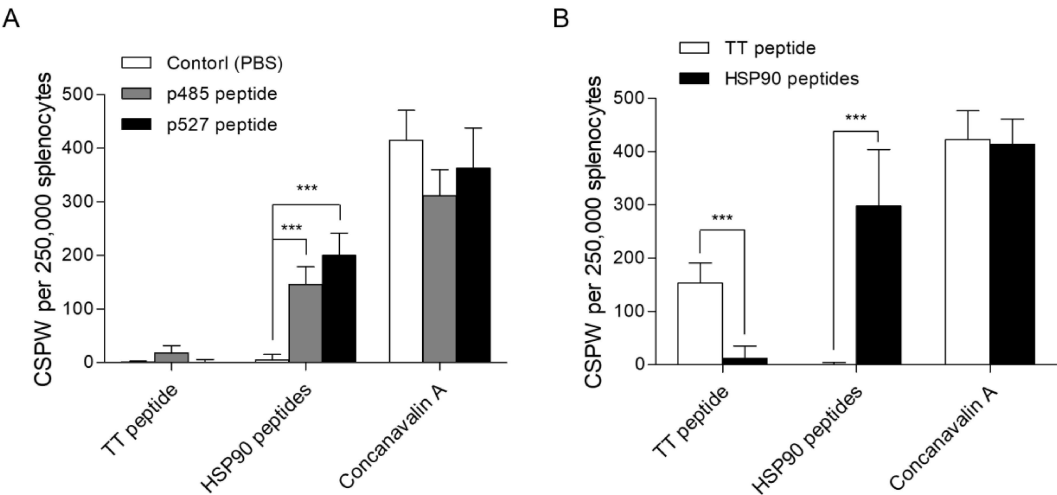 A
Contorl (PBS)
p485 peptide
p527 peptide
CSPW per 250,000 splenocytes
500
400
300
200
100
0
***
***
TT peptide
HSP90 peptides
Concanavalin A
B
TT peptide
HSP90 peptides
CSPW per 250,000 splenocytes
500
400
300
200
100
0
***
***
TT peptide
HSP90 peptides
Concanavalin A